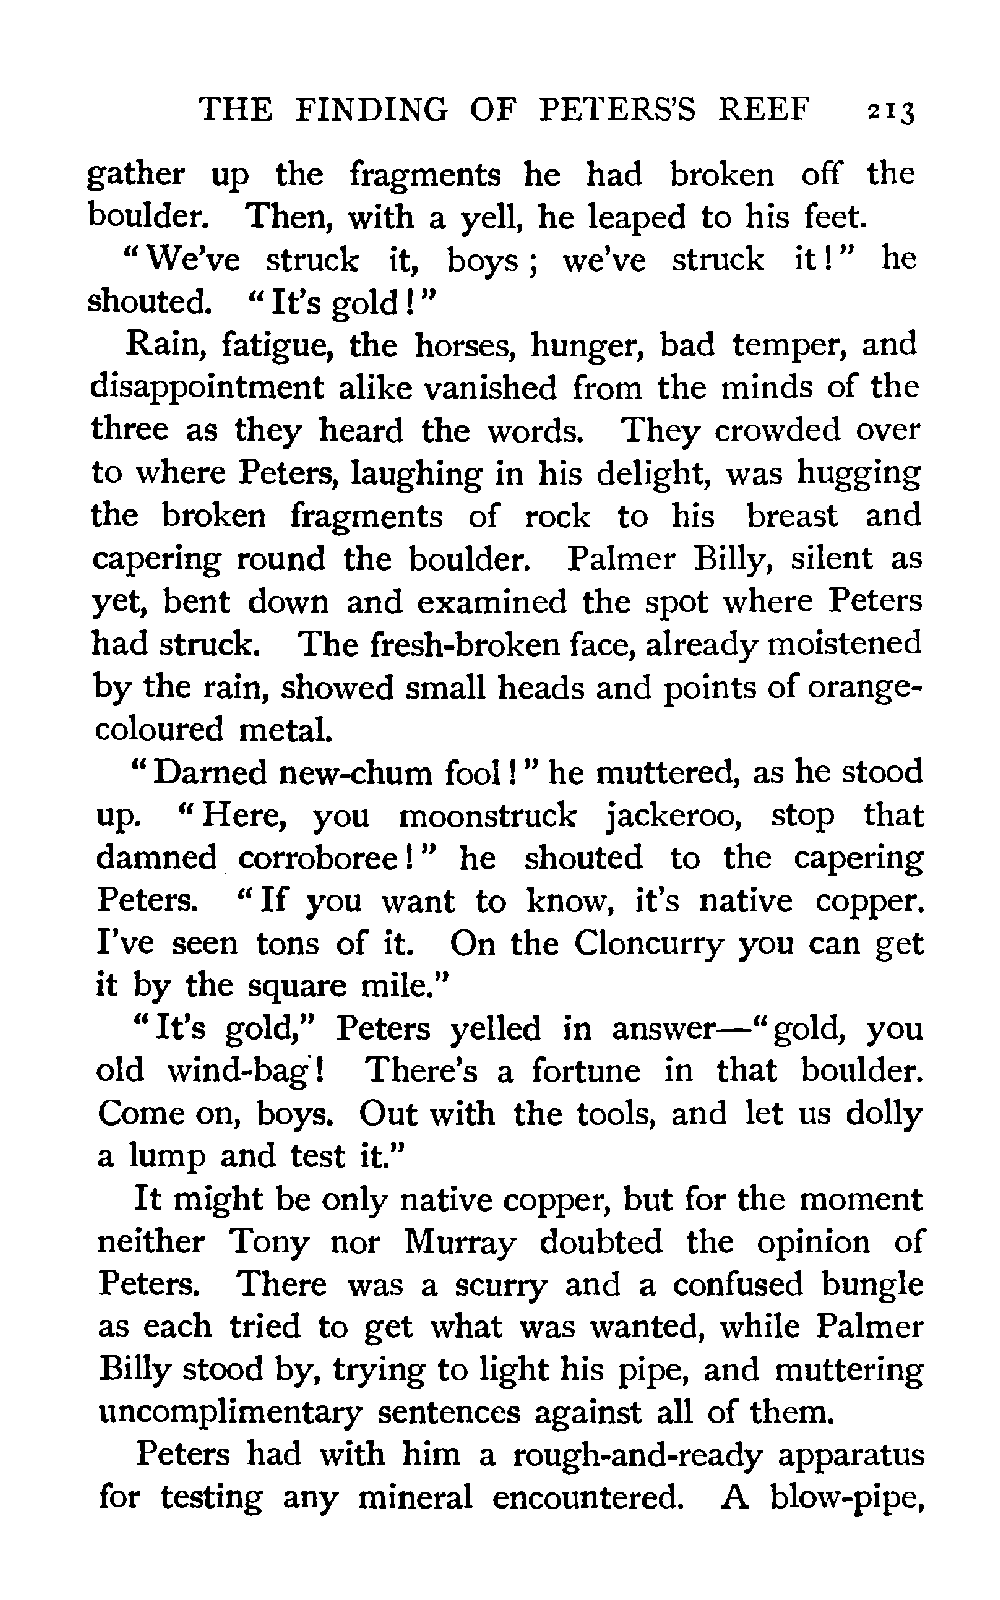 THE FINDING OF PETERS'S REEF 213
gather up the fragments he had broken off the
boulder. Then, with a yell, he leaped to his feet.
"We've struck it, boys; we've struck it!" he
shouted. "It's gold!"
Rain, fatigue, the horses, hunger, bad temper, and
disappointment alike vanished from the minds of the
three as they heard the words. They crowded over
to where Peters, laughing in his delight, was hugging
the broken fragments of rock to his breast and
capering round the boulder. Palmer Billy, silent as
yet, bent down and examined the spot where Peters
had struck. The fresh-broken face, already moistened
by the rain, showed small heads and points of orange-
coloured metal.
"Darned new-chum fool!" he muttered, as he stood
up. "Here, you moonstruck jackeroo, stop that
damned corroboree!" he shouted to the capering
Peters. "If you want to know, it's native copper.
I've seen tons of it. On the Cloncurry you can get
it by the square mile."
"It's gold," Peters yelled in answer—"gold, you
old wind-bag! There's a fortune in that boulder.
Come on, boys. Out with the tools, and let us dolly
a lump and test it."
It might be only native copper, but for the moment
neither Tony nor Murray doubted the opinion of
Peters. There was a scurry and a confused bungle
as each tried to get what was wanted, while Palmer
Billy stood by, trying to light his pipe, and muttering
uncomplimentary sentences against all of them.
Peters had with him a rough-and-ready apparatus
for testing any mineral encountered. A blow-pipe,